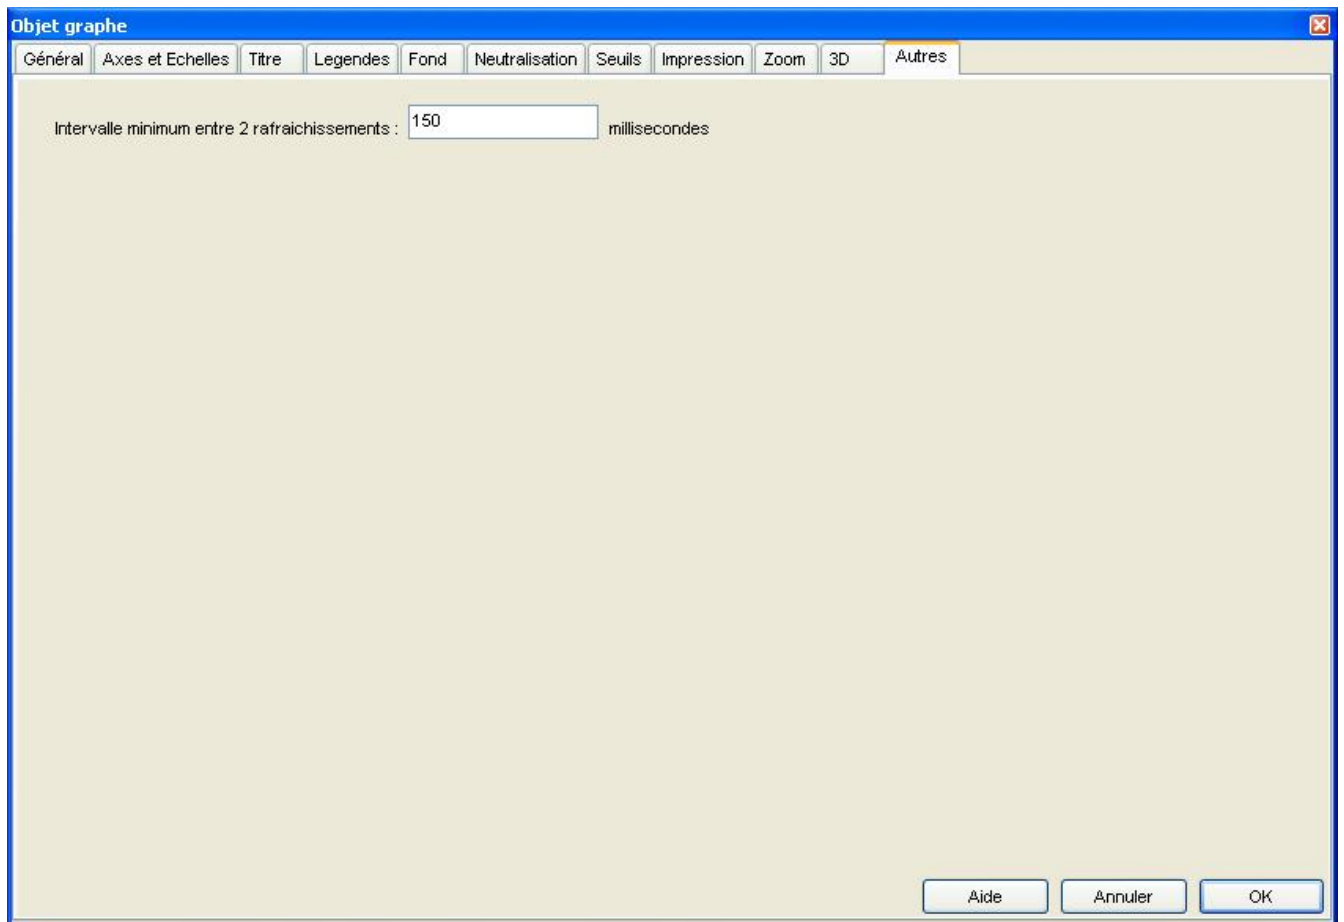 Objet graphe
Général Axes et Echelles Titre Legendes Fond Neutralisation Seuils Impression Zoom 3D Autres
Intervalle minimum entre 2 rafraichissements : 150 millisecondes
Aide Annuler OK